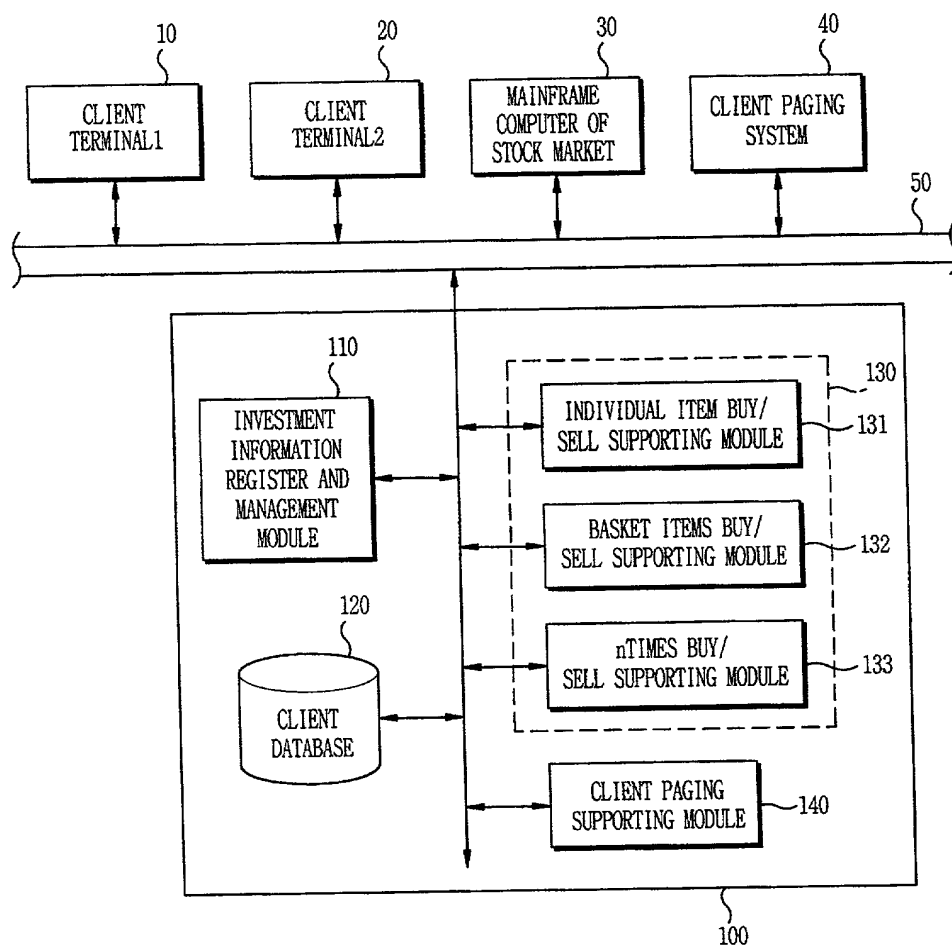 10
20
30
40
CLIENT
TERMINAL1
CLIENT
TERMINAL2
MAINFRAME
COMPUTER OF
STOCK MARKET
CLIENT PAGING
SYSTEM
50
110
INVESTMENT
INFORMATION
REGISTER AND
MANAGEMENT
MODULE
130
INDIVIDUAL ITEM BUY/
SELL SUPPORTING MODULE
131
BASKET ITEMS BUY/
SELL SUPPORTING MODULE
132
120
CLIENT
DATABASE
nTIMES BUY/
SELL SUPPORTING MODULE
133
CLIENT PAGING
SUPPORTING MODULE
140
100